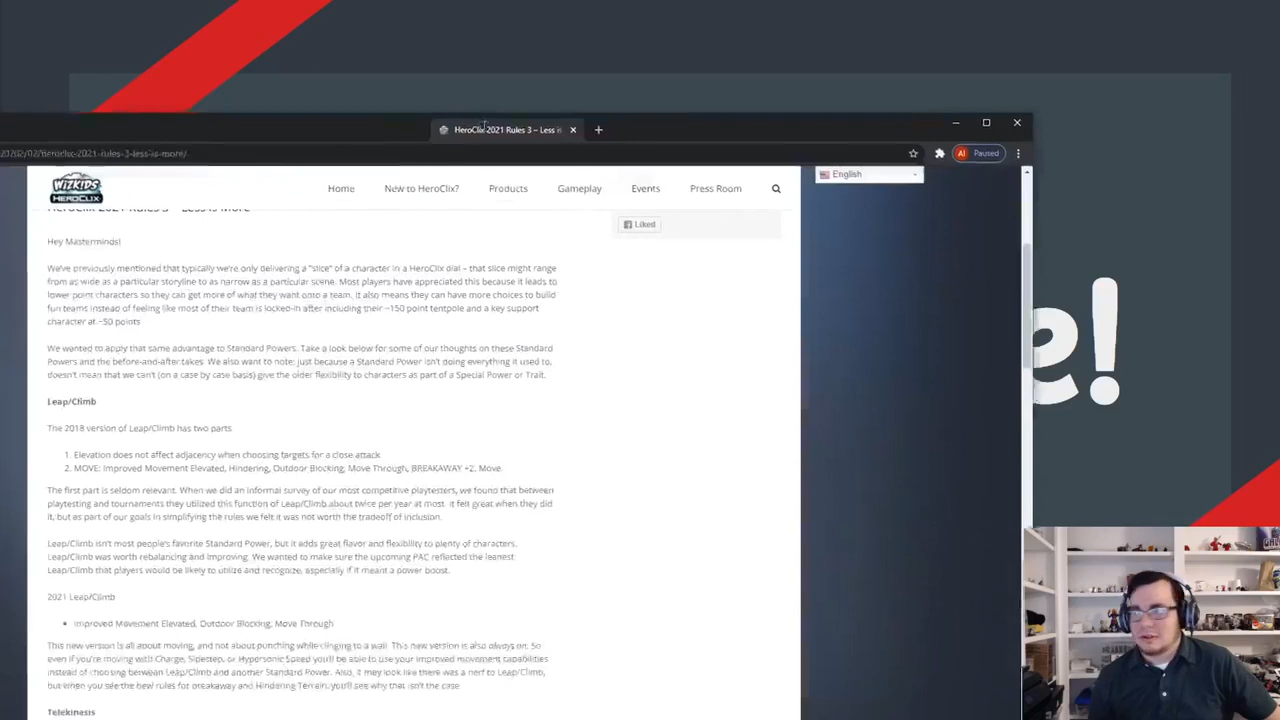 HeroClix 2021 Rules 3 – Less is
2/02/heroclix-2021-rules-3-less-is-more/
AI Paused
WIZKIDS
HEROCLIX
Home New to HeroClix? Products Gameplay Events Press Room
English
HeroClix 2021 Rules 3 – Less is More
Liked
Hey Masterminds!
We've previously mentioned that typically we're only delivering a "slice" of a character in a HeroClix dial – that slice might range
from as wide as a particular storyline to as narrow as a particular scene. Most players have appreciated this because it leads to
lower point characters so they can get more of what they want onto a team. It also means they can have more choices to build
fun teams instead of feeling like most of their team is locked-in after including their ~150 point tentpole and a key support
character at ~50 points
We wanted to apply that same advantage to Standard Powers. Take a look below for some of our thoughts on these Standard
Powers and the before-and-after takes. We also want to note: just because a Standard Power isn't doing everything it used to,
doesn't mean that we can't (on a case by case basis) give the older flexibility to characters as part of a Special Power or Trait.
Leap/Climb
The 2018 version of Leap/Climb has two parts
1. Elevation does not affect adjacency when choosing targets for a close attack.
2. MOVE: Improved Movement Elevated, Hindering, Outdoor Blocking, Move Through, BREAKAWAY +2. Move.
The first part is seldom relevant. When we did an informal survey of our most competitive playtesters, we found that between
playtesting and tournaments they utilized this function of Leap/Climb about twice per year at most. It felt great when they did
it, but as part of our goals in simplifying the rules we felt it was not worth the tradeoff of inclusion.
Leap/Climb isn't most people's favorite Standard Power, but it adds great flavor and flexibility to plenty of characters.
Leap/Climb was worth rebalancing and improving. We wanted to make sure the upcoming PAC reflected the leanest
Leap/Climb that players would be likely to utilize and recognize, especially if it meant a power boost.
2021 Leap/Climb
• Improved Movement Elevated, Outdoor Blocking, Move Through
This new version is all about moving, and not about punching while clinging to a wall. This new version is also always on. So
even if you're moving with Charge, Sidestep, or Hypersonic Speed you'll be able to use your improved movement capabilities
instead of choosing between Leap/Climb and another Standard Power. Also, it may look like there was a nerf to Leap/Climb,
but when you see the new rules for breakaway and Hindering Terrain, you'll see why that isn't the case
Telekinesis
e!